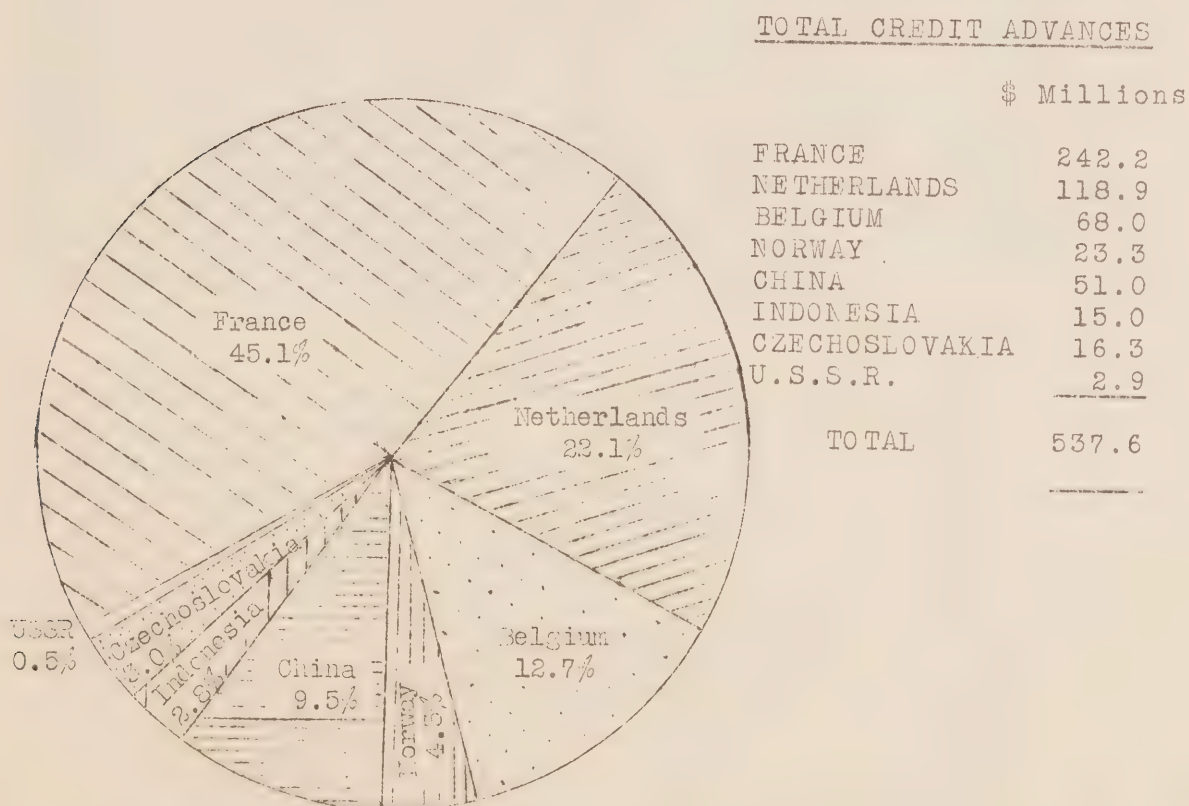 TOTAL CREDIT ADVANCES
$ Millions
FRANCE 242.2
NETHERLANDS 118.9
BELGIUM 68.0
NORWAY 23.3
CHINA 51.0
INDONESIA 15.0
CZECHOSLOVAKIA 16.3
U.S.S.R. 2.9
TOTAL 537.6
France
45.1%
Netherlands
22.1%
Belgium
12.7%
Norway
4.3%
China
9.5%
Indonesia
2.8%
Czechoslovakia
3.0%
USSR
0.5%